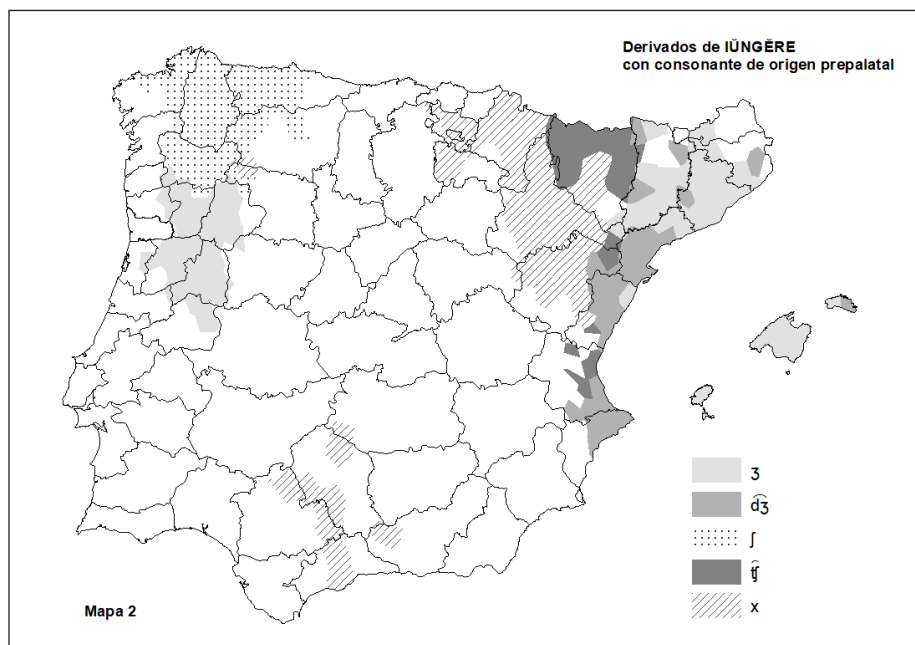 Derivados de IŬNGĔRE
con consonante de origen prepalatal
ʒ
d͡ʒ
ʃ
t͡ʃ
x
Mapa 2